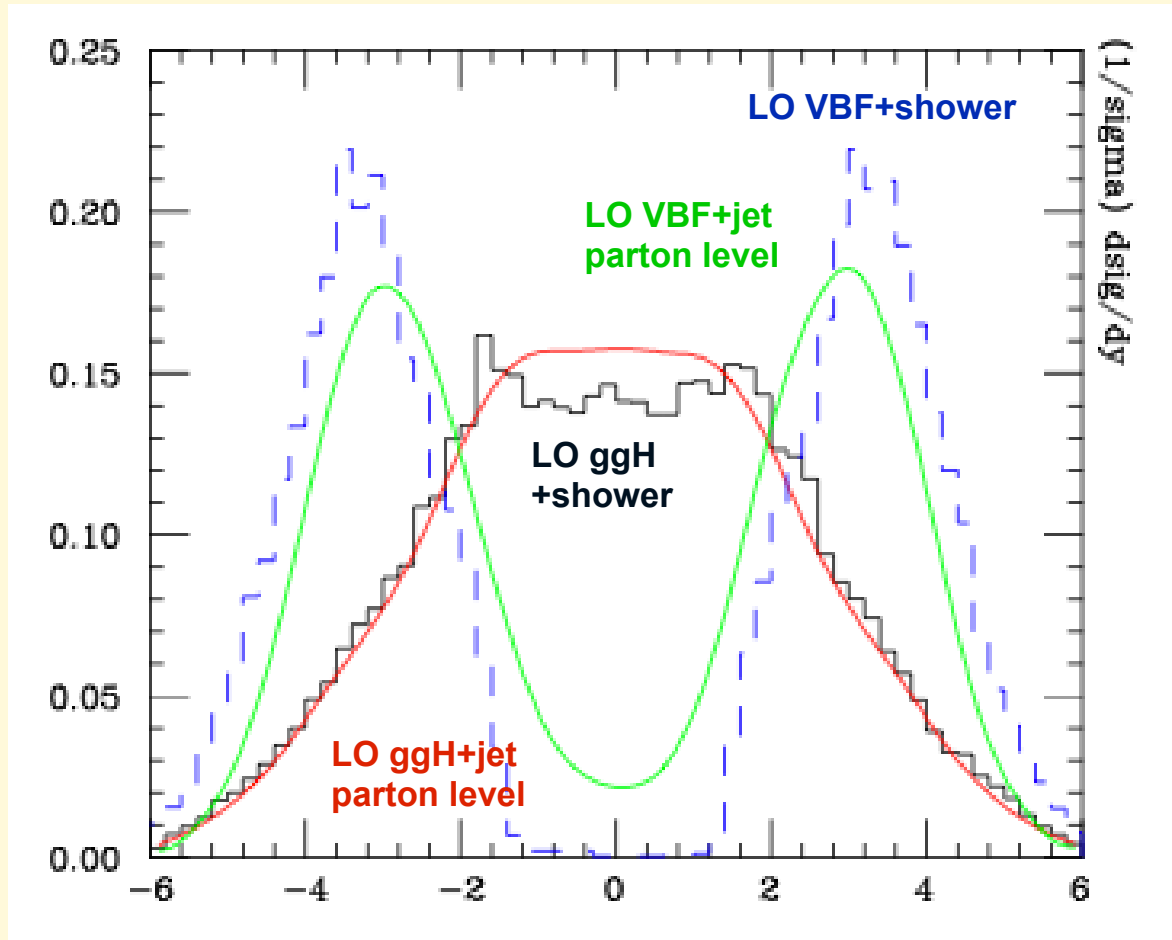 0.25
0.20
0.15
0.10
0.05
0.00
-6
-4
-2
0
2
4
6
(1/sigma) dsig/dy
LO VBF+shower
LO VBF+jet
parton level
LO ggH
+shower
LO ggH+jet
parton level